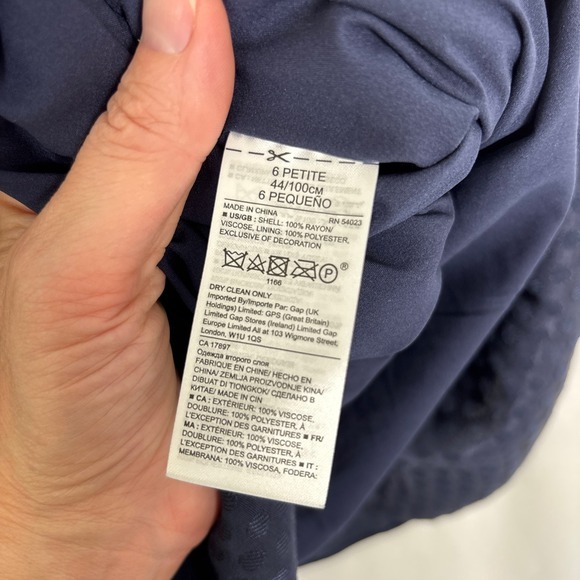 6 PETITE
44/100CM
6 PEQUEÑO
MADE IN CHINA RN 54023
■ US/GB : SHELL: 100% RAYON/
VISCOSE, LINING: 100% POLYESTER,
EXCLUSIVE OF DECORATION
P ®
1166
DRY CLEAN ONLY
Imported By/Importe Par: Gap (UK
Holdings) Limited: GPS (Great Britain)
Limited Gap Stores (Ireland) Limited Gap
Europe Limited All at 103 Wigmore Street,
London, W1U 1QS
CA 17897
Одежда второго слоя
FABRIQUE EN CHINE/ HECHO EN
CHINA/ ZEMLJA PROIZVODNJE KINA/
DIBUAT DI TIONGKOK/ СДЕЛАНО В
КИТАЕ/ MADE IN CIN
■ CA : EXTÉRIEUR: 100% VISCOSE,
DOUBLURE: 100% POLYESTER, À
L'EXCEPTION DES GARNITURES ■ FR/
MA : EXTÉRIEUR: 100% VISCOSE,
DOUBLURE: 100% POLYESTER, À
L'EXCEPTION DES GARNITURES ■ IT :
MEMBRANA: 100% VISCOSA, FODERA: